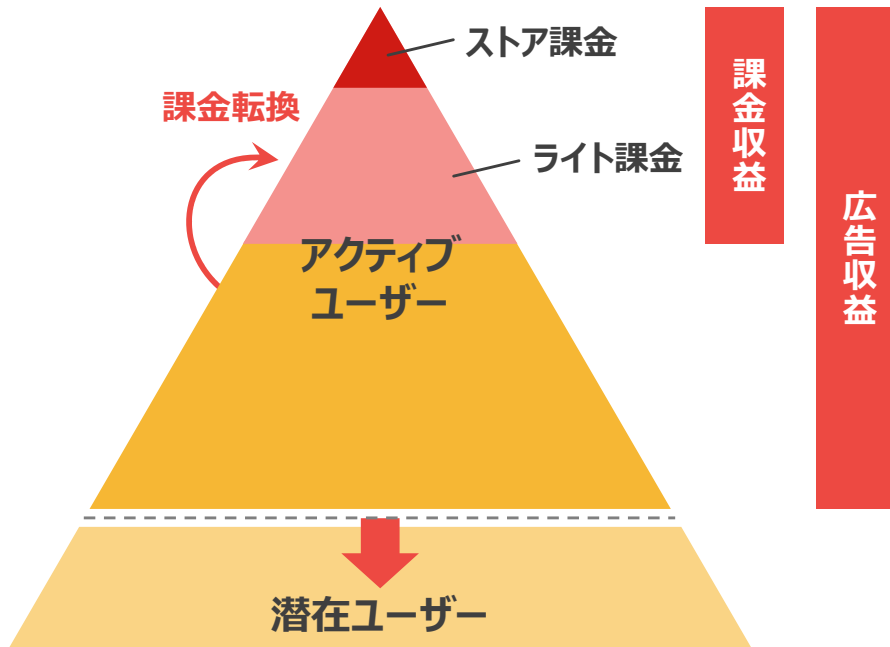 ストア課金
課金転換
ライト課金
アクティブ
ユーザー
潜在ユーザー
課金収益
広告収益